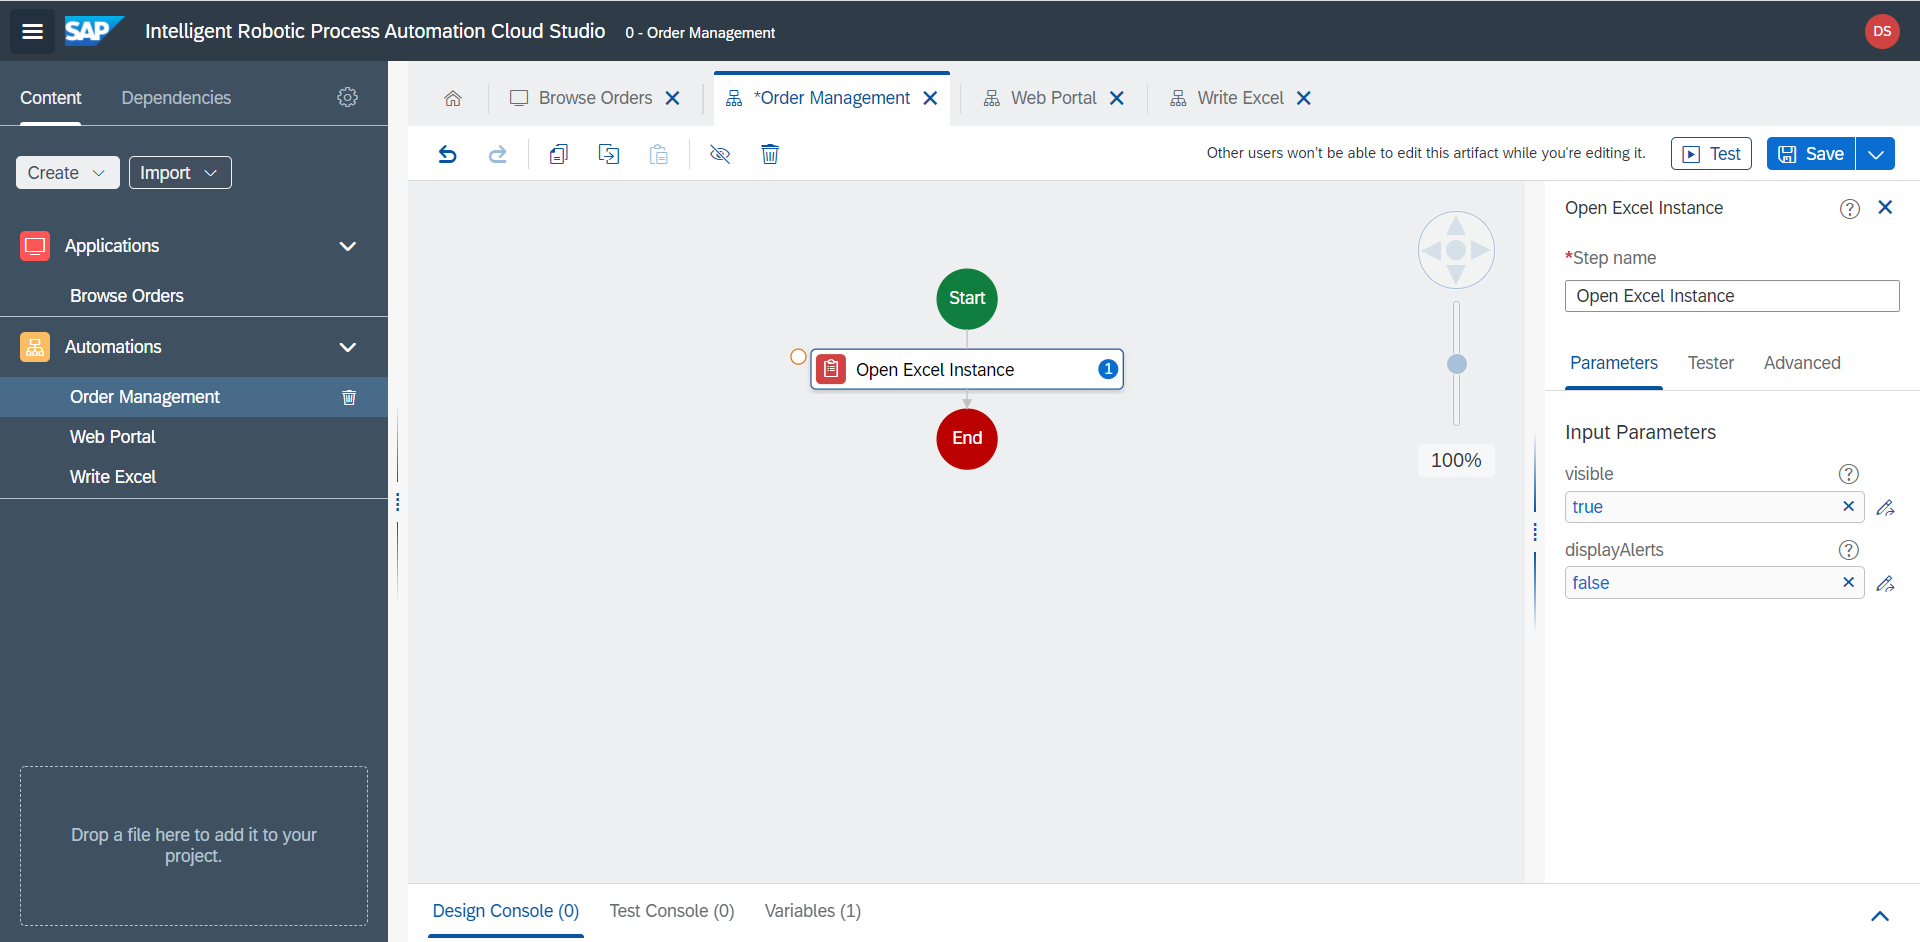 SAP Intelligent Robotic Process Automation Cloud Studio 0 - Order Management DS
Content Dependencies
Browse Orders *Order Management Web Portal Write Excel
Create Import
Other users won't be able to edit this artifact while you're editing it. Test Save
Applications
Browse Orders
Automations
Order Management
Web Portal
Write Excel
Drop a file here to add it to your
project.
Start
Open Excel Instance 1
End
100%
Open Excel Instance ?
*Step name
Open Excel Instance
Parameters Tester Advanced
Input Parameters
visible ?
true
displayAlerts ?
false
Design Console (0) Test Console (0) Variables (1)